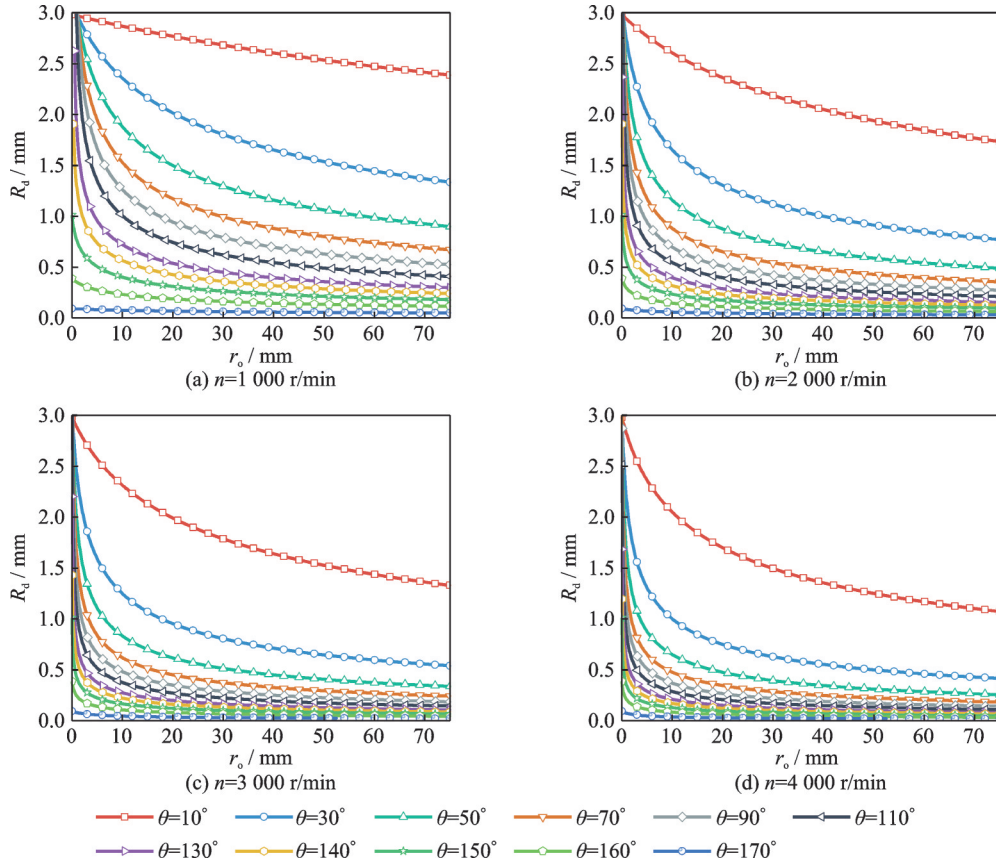 3.0
2.5
2.0
1.5
1.0
0.5
0.0
R_d / mm
0 10 20 30 40 50 60 70
r_o / mm
(a) n=1 000 r/min
3.0
2.5
2.0
1.5
1.0
0.5
0.0
R_d / mm
0 10 20 30 40 50 60 70
r_o / mm
(b) n=2 000 r/min
3.0
2.5
2.0
1.5
1.0
0.5
0.0
R_d / mm
0 10 20 30 40 50 60 70
r_o / mm
(c) n=3 000 r/min
3.0
2.5
2.0
1.5
1.0
0.5
0.0
R_d / mm
0 10 20 30 40 50 60 70
r_o / mm
(d) n=4 000 r/min
θ=10° θ=30° θ=50° θ=70° θ=90° θ=110°
θ=130° θ=140° θ=150° θ=160° θ=170°